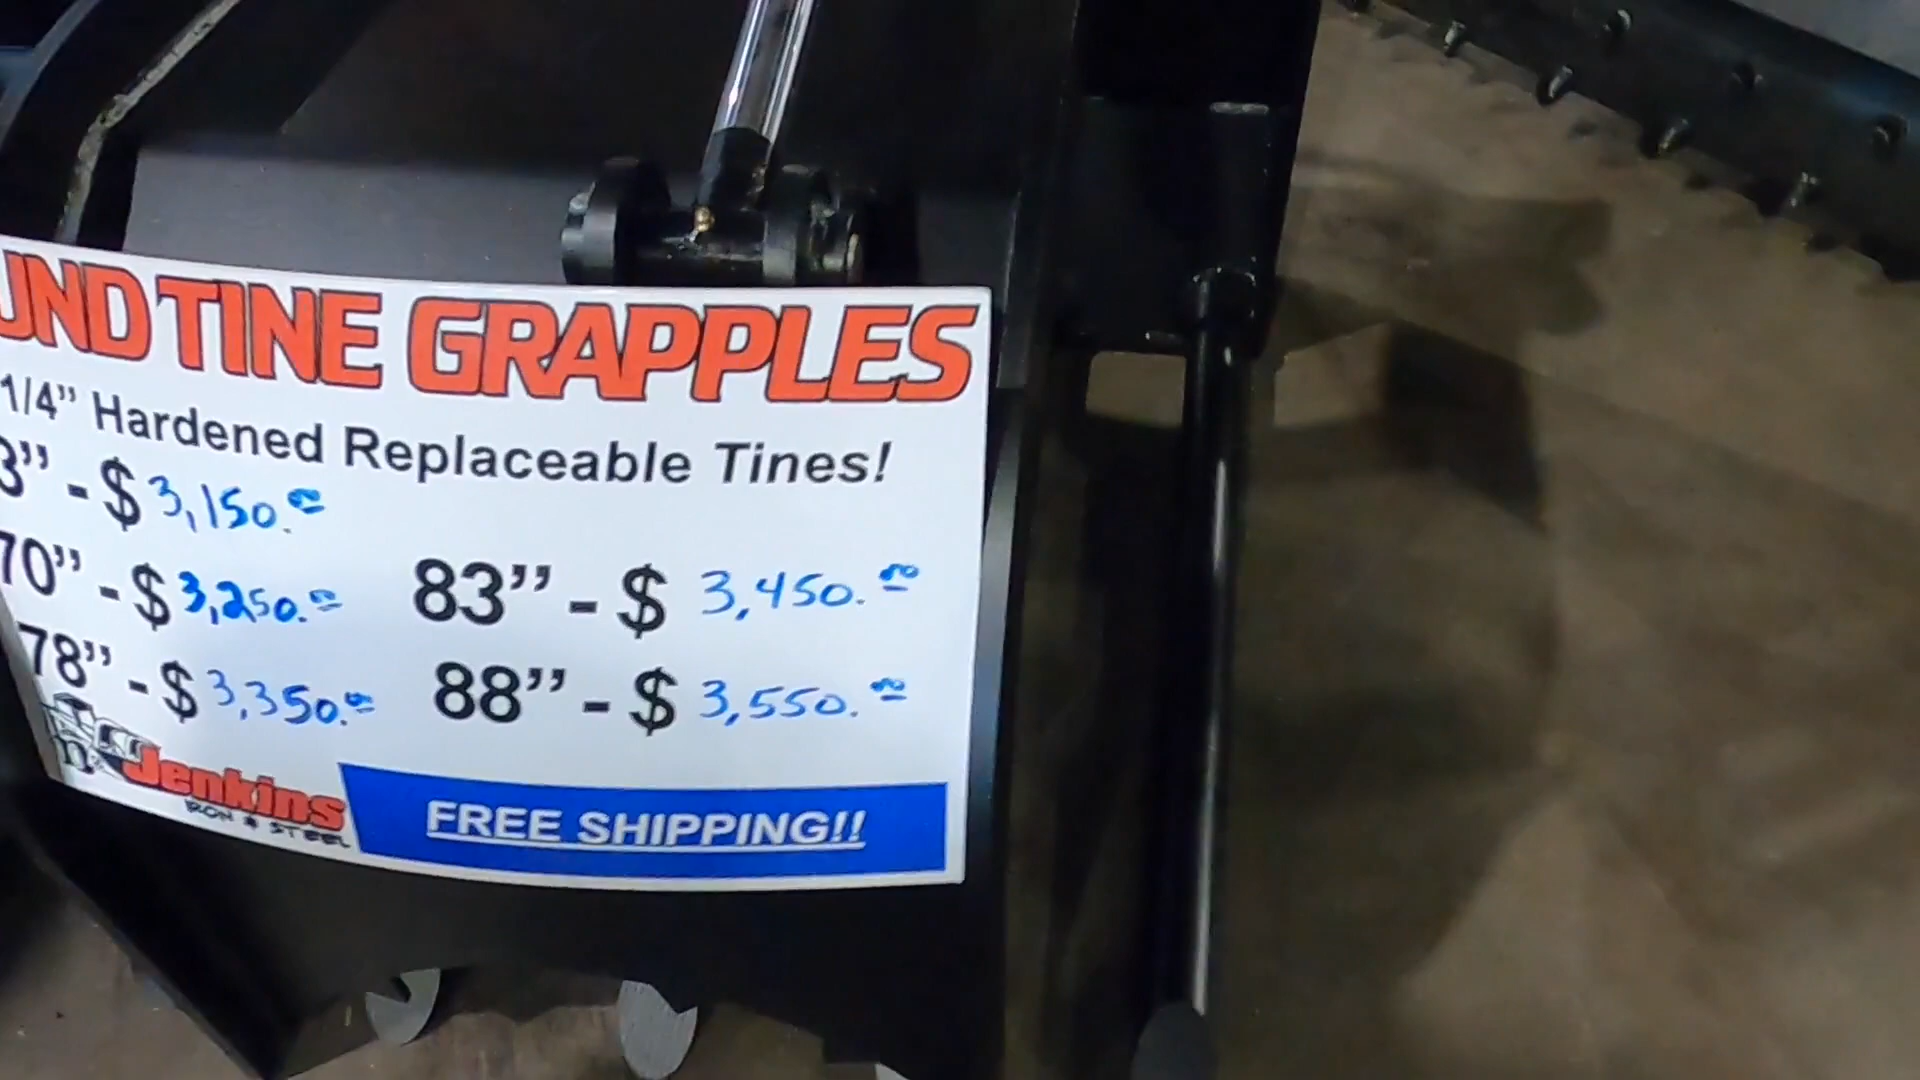 UND TINE GRAPPLES
1/4” Hardened Replaceable Tines!
3” - $ 3,150.00
70” - $ 3,250.00
83” - $ 3,450.00
78” - $ 3,350.00
88” - $ 3,550.00
Jenkins
IRON & STEEL
FREE SHIPPING!!